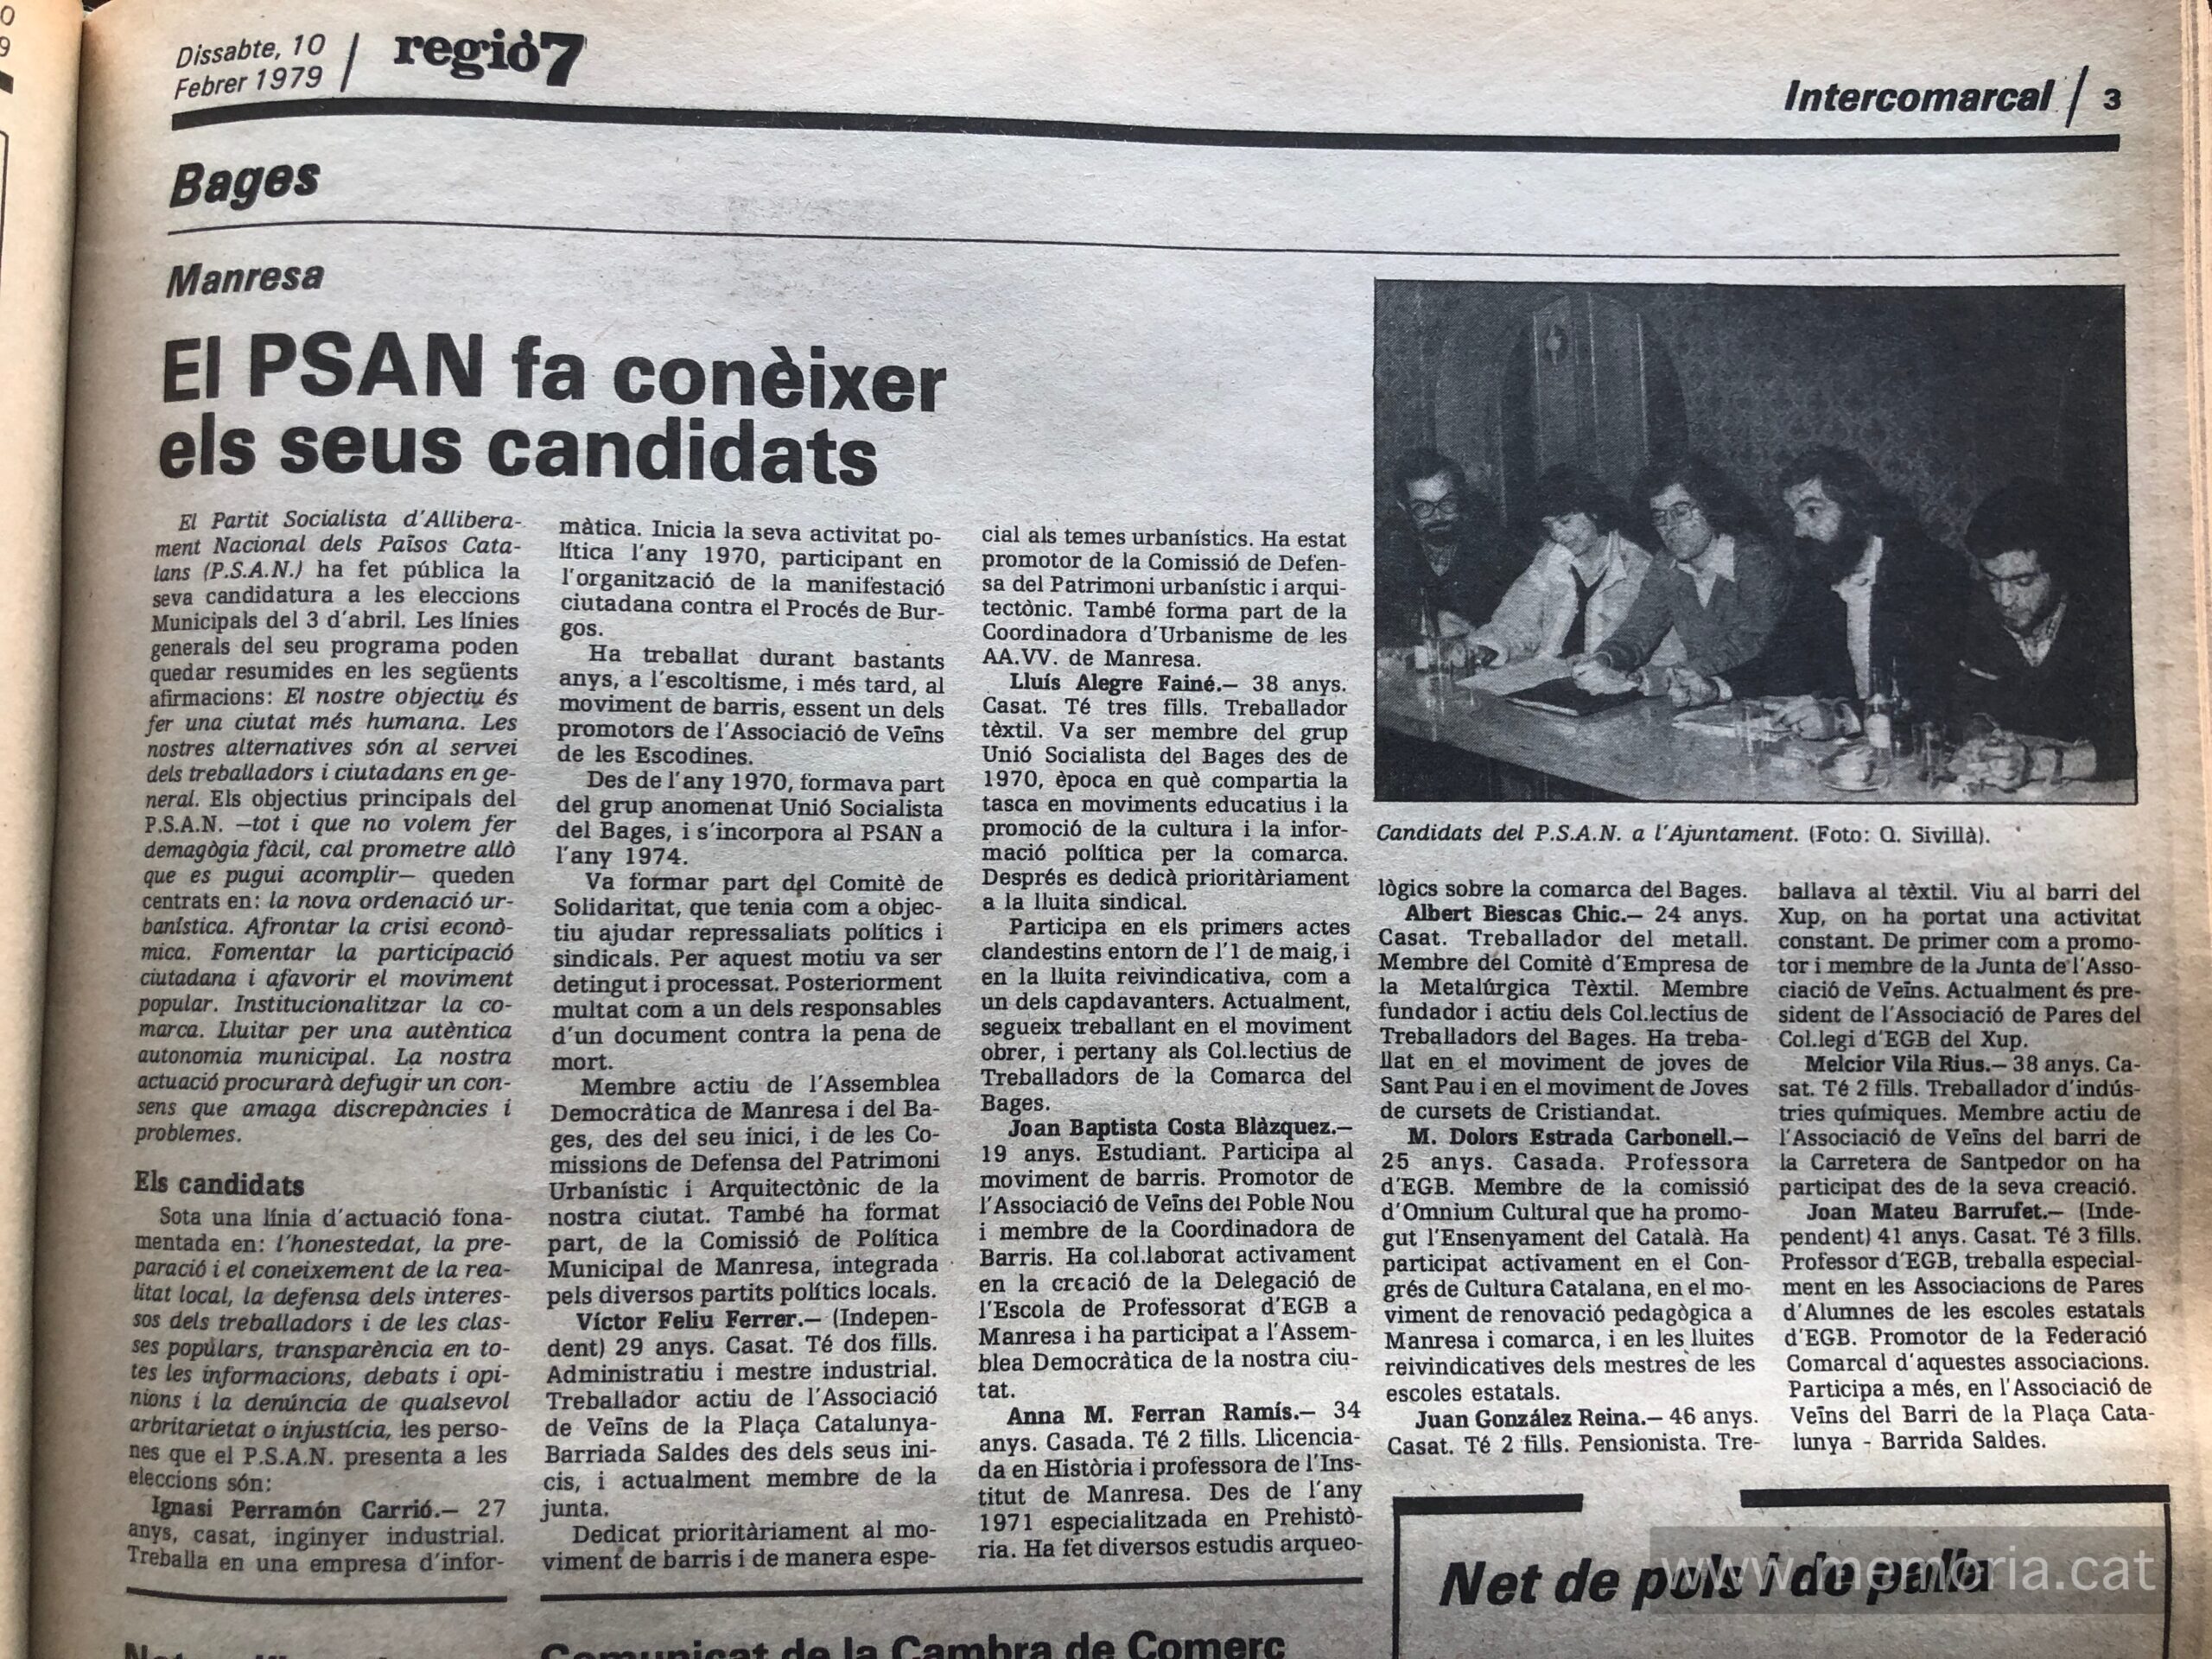 0
9
Dissabte, 10
Febrer 1979
regió7
Intercomarcal / 3
Bages
Manresa
El PSAN fa conèixer
els seus candidats
El Partit Socialista d'Allibera-
ment Nacional dels Països Cata-
lans (P.S.A.N.) ha fet pública la
seva candidatura a les eleccions
Municipals del 3 d'abril. Les línies
generals del seu programa poden
quedar resumides en les següents
afirmacions: El nostre objectiu és
fer una ciutat més humana. Les
nostres alternatives són al servei
dels treballadors i ciutadans en ge-
neral. Els objectius principals del
P.S.A.N. —tot i que no volem fer
demagògia fàcil, cal prometre allò
que es pugui acomplir— queden
centrats en: la nova ordenació ur-
banística. Afrontar la crisi econò-
mica. Fomentar la participació
ciutadana i afavorir el moviment
popular. Institucionalitzar la co-
marca. Lluitar per una autèntica
autonomia municipal. La nostra
actuació procurarà defugir un con-
sens que amaga discrepàncies i
problemes.
Els candidats
Sota una línia d'actuació fona-
mentada en: l'honestedat, la pre-
paració i el coneixement de la rea-
litat local, la defensa dels interes-
sos dels treballadors i de les clas-
ses populars, transparència en to-
tes les informacions, debats i opi-
nions i la denúncia de qualsevol
arbritarietat o injustícia, les perso-
nes que el P.S.A.N. presenta a les
eleccions són:
Ignasi Perramón Carrió.— 27
anys, casat, inginyer industrial.
Treballa en una empresa d'infor-
màtica. Inicia la seva activitat po-
lítica l'any 1970, participant en
l'organització de la manifestació
ciutadana contra el Procés de Bur-
gos.
Ha treballat durant bastants
anys, a l'escoltisme, i més tard, al
moviment de barris, essent un dels
promotors de l'Associació de Veïns
de les Escodines.
Des de l'any 1970, formava part
del grup anomenat Unió Socialista
del Bages, i s'incorpora al PSAN a
l'any 1974.
Va formar part del Comitè de
Solidaritat, que tenia com a objec-
tiu ajudar repressaliats polítics i
sindicals. Per aquest motiu va ser
detingut i processat. Posteriorment
multat com a un dels responsables
d'un document contra la pena de
mort.
Membre actiu de l'Assemblea
Democràtica de Manresa i del Ba-
ges, des del seu inici, i de les Co-
missions de Defensa del Patrimoni
Urbanístic i Arquitectònic de la
nostra ciutat. També ha format
part, de la Comissió de Política
Municipal de Manresa, integrada
pels diversos partits polítics locals.
Víctor Feliu Ferrer.— (Indepen-
dent) 29 anys. Casat. Té dos fills.
Administratiu i mestre industrial.
Treballador actiu de l'Associació
de Veïns de la Plaça Catalunya-
Barriada Saldes des dels seus ini-
cis, i actualment membre de la
junta.
Dedicat prioritàriament al mo-
viment de barris i de manera espe-
cial als temes urbanístics. Ha estat
promotor de la Comissió de Defen-
sa del Patrimoni urbanístic i arqui-
tectònic. També forma part de la
Coordinadora d'Urbanisme de les
AA.VV. de Manresa.
Lluís Alegre Fainé.— 38 anys.
Casat. Té tres fills. Treballador
tèxtil. Va ser membre del grup
Unió Socialista del Bages des de
1970, època en què compartia la
tasca en moviments educatius i la
promoció de la cultura i la infor-
mació política per la comarca.
Després es dedicà prioritàriament
a la lluita sindical.
Participa en els primers actes
clandestins entorn de l'1 de maig, i
en la lluita reivindicativa, com a
un dels capdavanters. Actualment,
segueix treballant en el moviment
obrer, i pertany als Col.lectius de
Treballadors de la Comarca del
Bages.
Joan Baptista Costa Blàzquez.—
19 anys. Estudiant. Participa al
moviment de barris. Promotor de
l'Associació de Veïns del Poble Nou
i membre de la Coordinadora de
Barris. Ha col.laborat activament
en la creació de la Delegació de
l'Escola de Professorat d'EGB a
Manresa i ha participat a l'Assem-
blea Democràtica de la nostra ciu-
tat.
Anna M. Ferran Ramís.— 34
anys. Casada. Té 2 fills. Llicencia-
da en Història i professora de l'Ins-
titut de Manresa. Des de l'any
1971 especialitzada en Prehistò-
ria. Ha fet diversos estudis arqueo-
Candidats del P.S.A.N. a l'Ajuntament. (Foto: Q. Sivillà).
lògics sobre la comarca del Bages.
Albert Biescas Chic.— 24 anys.
Casat. Treballador del metall.
Membre del Comitè d'Empresa de
la Metalúrgica Tèxtil. Membre
fundador i actiu dels Col.lectius de
Treballadors del Bages. Ha treba-
llat en el moviment de joves de
Sant Pau i en el moviment de Joves
de cursets de Cristiandat.
M. Dolors Estrada Carbonell.—
25 anys. Casada. Professora
d'EGB. Membre de la comissió
d'Omnium Cultural que ha promo-
gut l'Ensenyament del Català. Ha
participat activament en el Con-
grés de Cultura Catalana, en el mo-
viment de renovació pedagògica a
Manresa i comarca, i en les lluites
reivindicatives dels mestres de les
escoles estatals.
Juan González Reina.— 46 anys.
Casat. Té 2 fills. Pensionista. Tre-
ballava al tèxtil. Viu al barri del
Xup, on ha portat una activitat
constant. De primer com a promo-
tor i membre de la Junta de l'Asso-
ciació de Veïns. Actualment és pre-
sident de l'Associació de Pares del
Col.legi d'EGB del Xup.
Melcior Vila Rius.— 38 anys. Ca-
sat. Té 2 fills. Treballador d'indús-
tries químiques. Membre actiu de
l'Associació de Veïns del barri de
la Carretera de Santpedor on ha
participat des de la seva creació.
Joan Mateu Barrufet.— (Inde-
pendent) 41 anys. Casat. Té 3 fills.
Professor d'EGB, treballa especial-
ment en les Associacions de Pares
d'Alumnes de les escoles estatals
d'EGB. Promotor de la Federació
Comarcal d'aquestes associacions.
Participa a més, en l'Associació de
Veïns del Barri de la Plaça Cata-
lunya - Barrida Saldes.
Net de pols i de palla
www.memoria.cat
Comunicat de la Cambra de Comerç